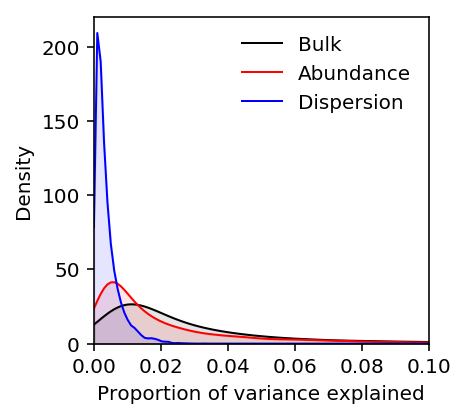 200
150
100
50
0
Density
Bulk
Abundance
Dispersion
0.00 0.02 0.04 0.06 0.08 0.10
Proportion of variance explained